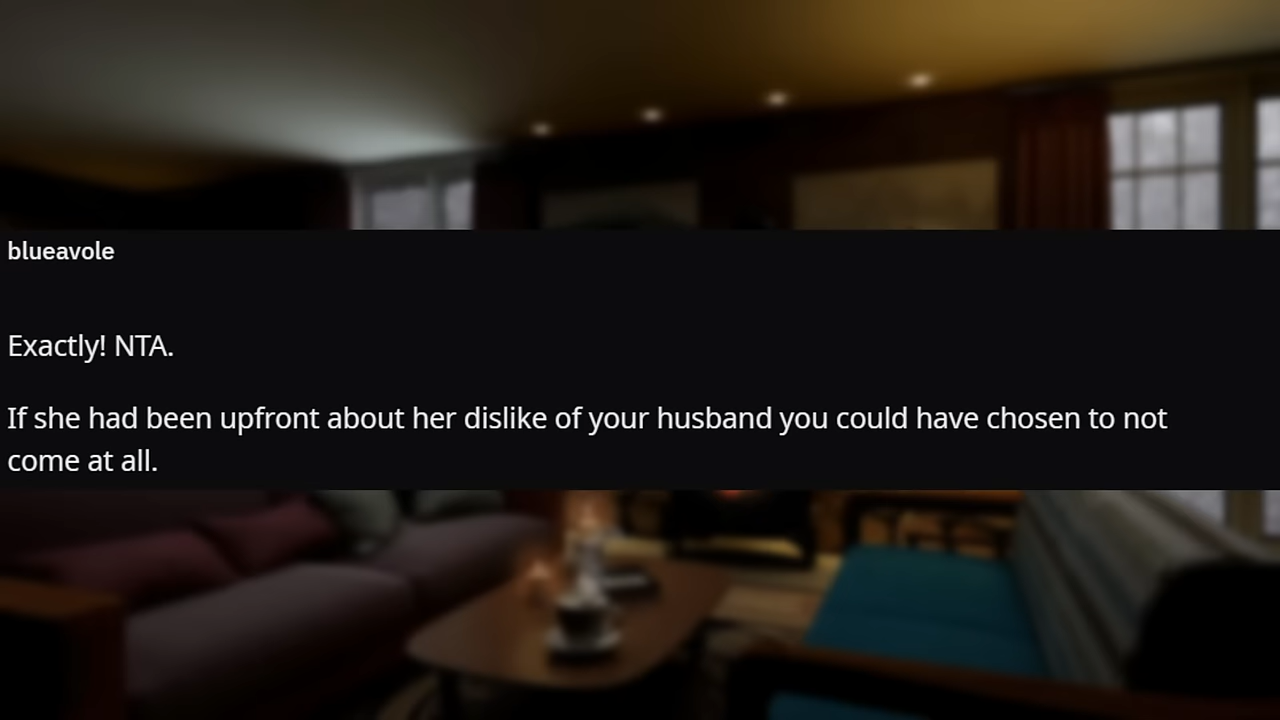 blueavole
Exactly! NTA.
If she had been upfront about her dislike of your husband you could have chosen to not
come at all.